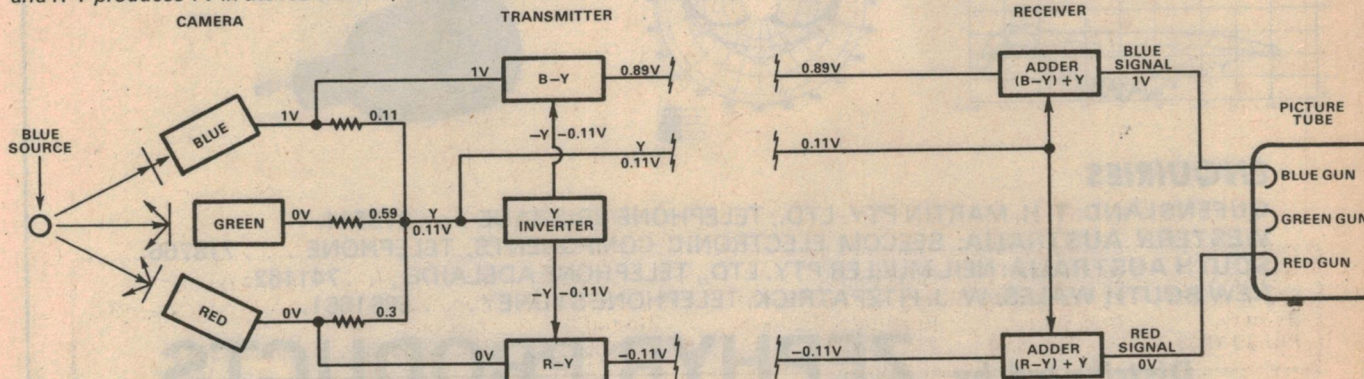 CAMERA
TRANSMITTER
RECEIVER
BLUE
SOURCE
BLUE
GREEN
RED
1V
0.11
0V
0.59
0V
0.3
Y
0.11V
1V
B–Y
0.89V
–Y
–0.11V
Y
0.11V
Y
INVERTER
–Y
–0.11V
0V
R–Y
–0.11V
0.89V
0.11V
–0.11V
ADDER
(B–Y) + Y
BLUE
SIGNAL
1V
ADDER
(R–Y) + Y
RED
SIGNAL
0V
PICTURE
TUBE
BLUE GUN
GREEN GUN
RED GUN